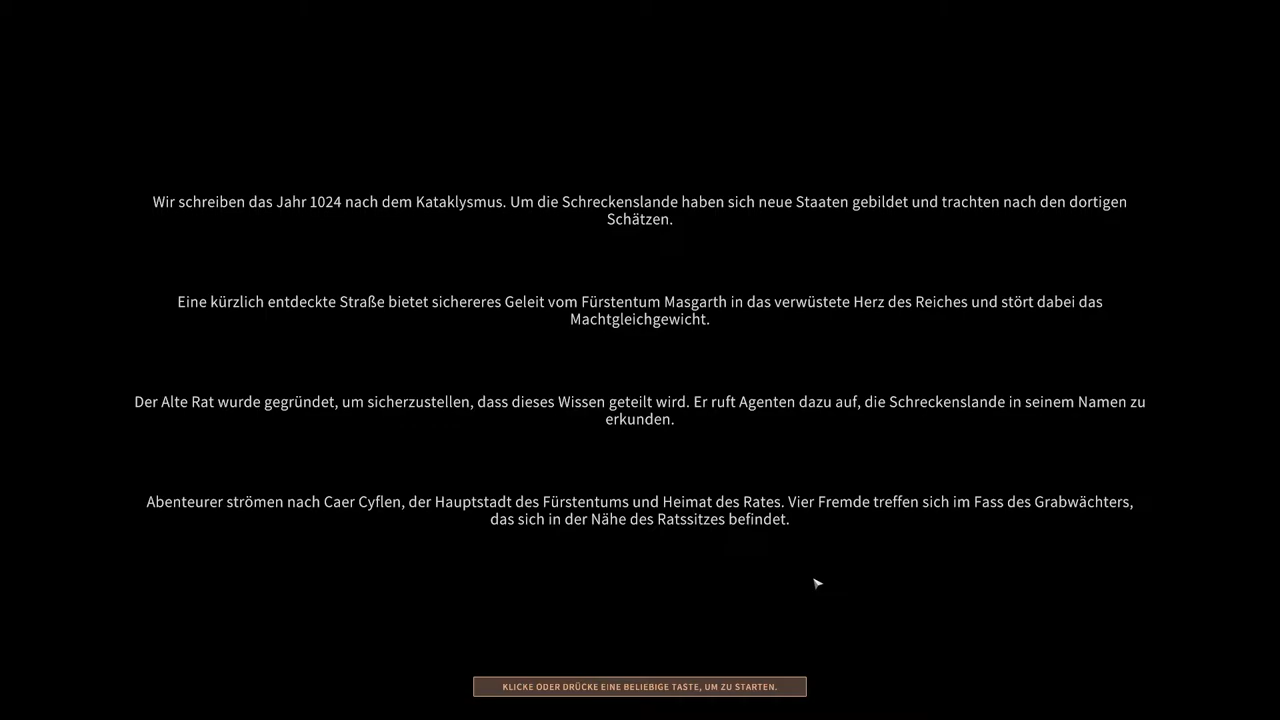 Wir schreiben das Jahr 1024 nach dem Kataklysmus. Um die Schreckenslande haben sich neue Staaten gebildet und trachten nach den dortigen
Schätzen.
Eine kürzlich entdeckte Straße bietet sichereres Geleit vom Fürstentum Masgarth in das verwüstete Herz des Reiches und stört dabei das
Machtgleichgewicht.
Der Alte Rat wurde gegründet, um sicherzustellen, dass dieses Wissen geteilt wird. Er ruft Agenten dazu auf, die Schreckenslande in seinem Namen zu
erkunden.
Abenteurer strömen nach Caer Cyflen, der Hauptstadt des Fürstentums und Heimat des Rates. Vier Fremde treffen sich im Fass des Grabwächters,
das sich in der Nähe des Ratssitzes befindet.
KLICKE ODER DRÜCKE EINE BELIEBIGE TASTE, UM ZU STARTEN.